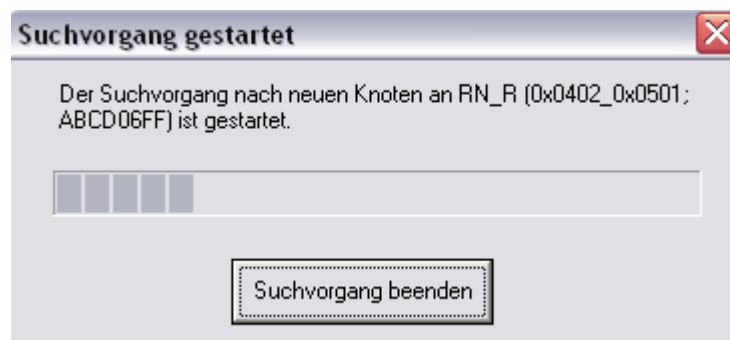 Suchvorgang gestartet
Der Suchvorgang nach neuen Knoten an RN_R (0x0402_0x0501;
ABCD06FF) ist gestartet.
Suchvorgang beenden